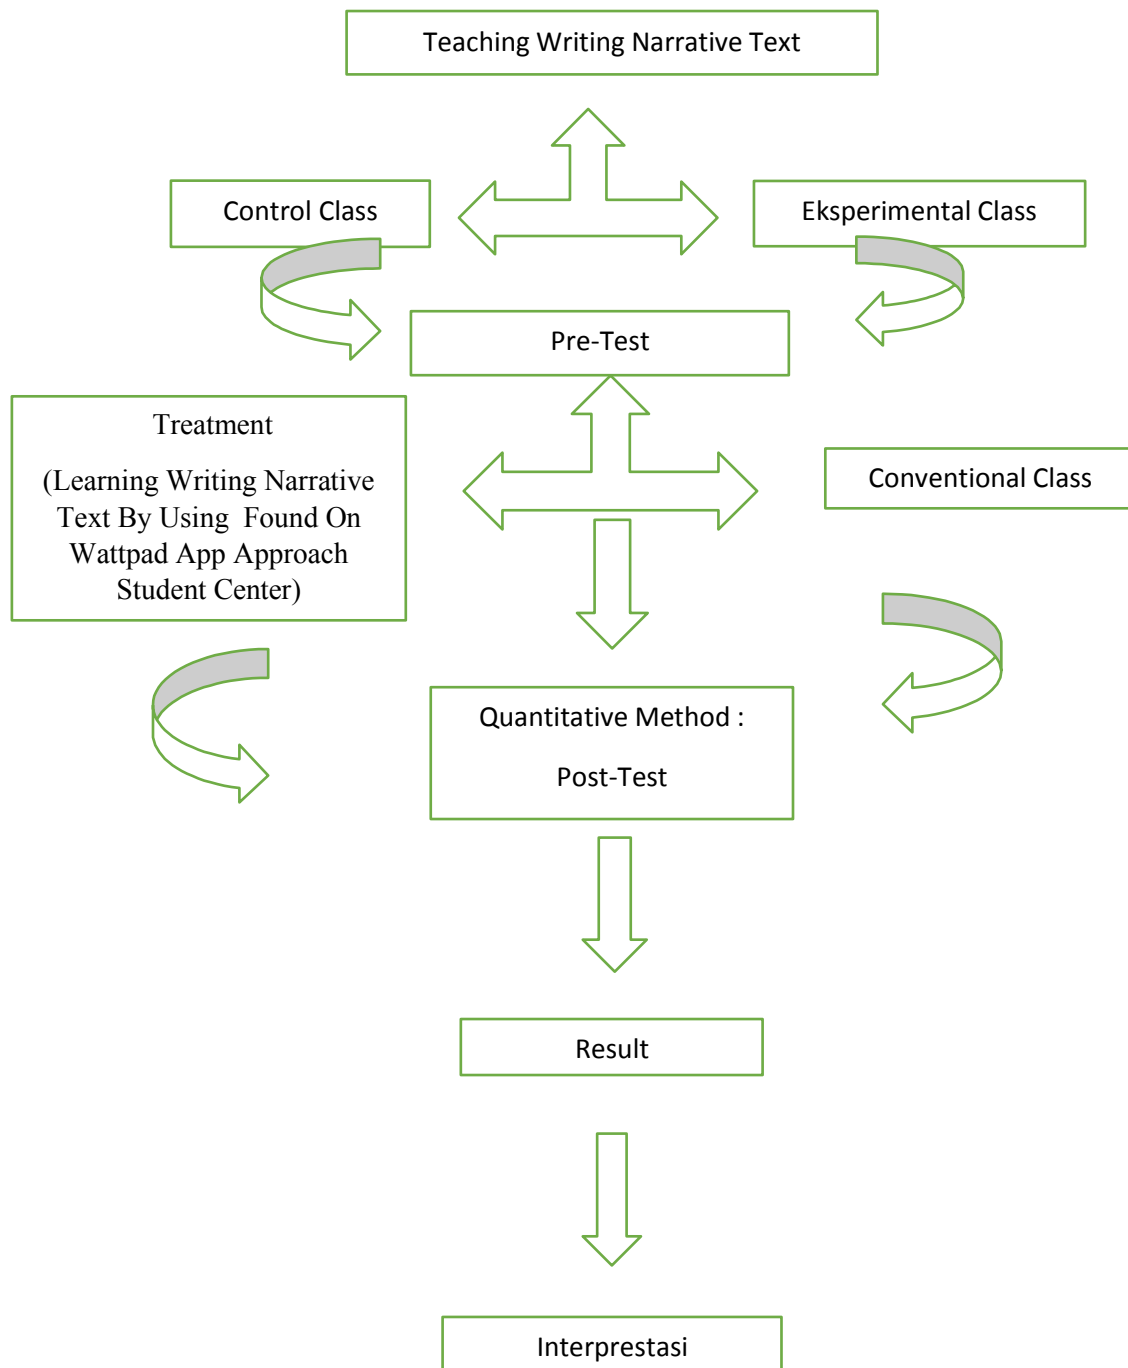 Teaching Writing Narrative Text
Control Class
Eksperimental Class
Pre-Test
Treatment
(Learning Writing Narrative
Text By Using  Found On
Wattpad App Approach
Student Center)
Conventional Class
Quantitative Method :
Post-Test
Result
Interprestasi